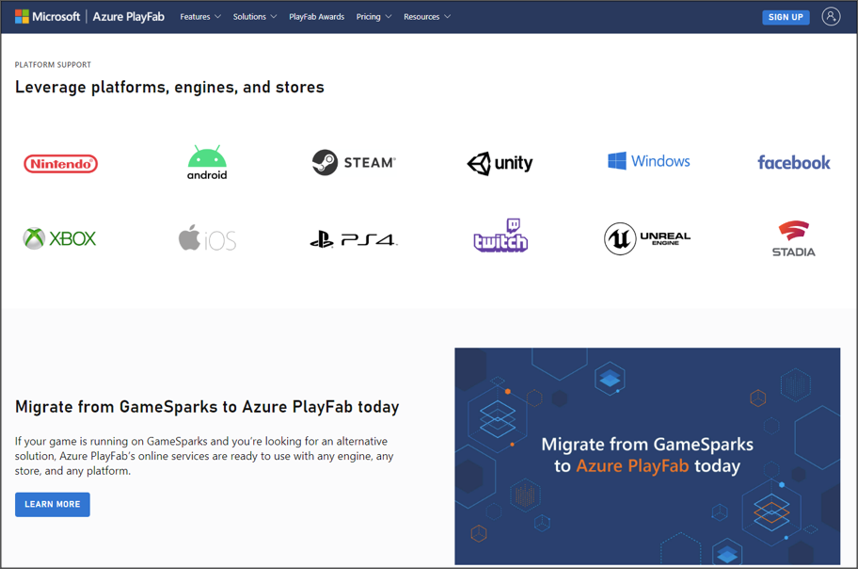 Microsoft | Azure PlayFab Features Solutions PlayFab Awards Pricing Resources SIGN UP
PLATFORM SUPPORT
Leverage platforms, engines, and stores
Nintendo android STEAM unity Windows facebook
XBOX iOS PS4 twitch UNREAL ENGINE STADIA
Migrate from GameSparks to Azure PlayFab today
If your game is running on GameSparks and you're looking for an alternative
solution, Azure PlayFab's online services are ready to use with any engine, any
store, and any platform.
LEARN MORE
Migrate from GameSparks
to Azure PlayFab today